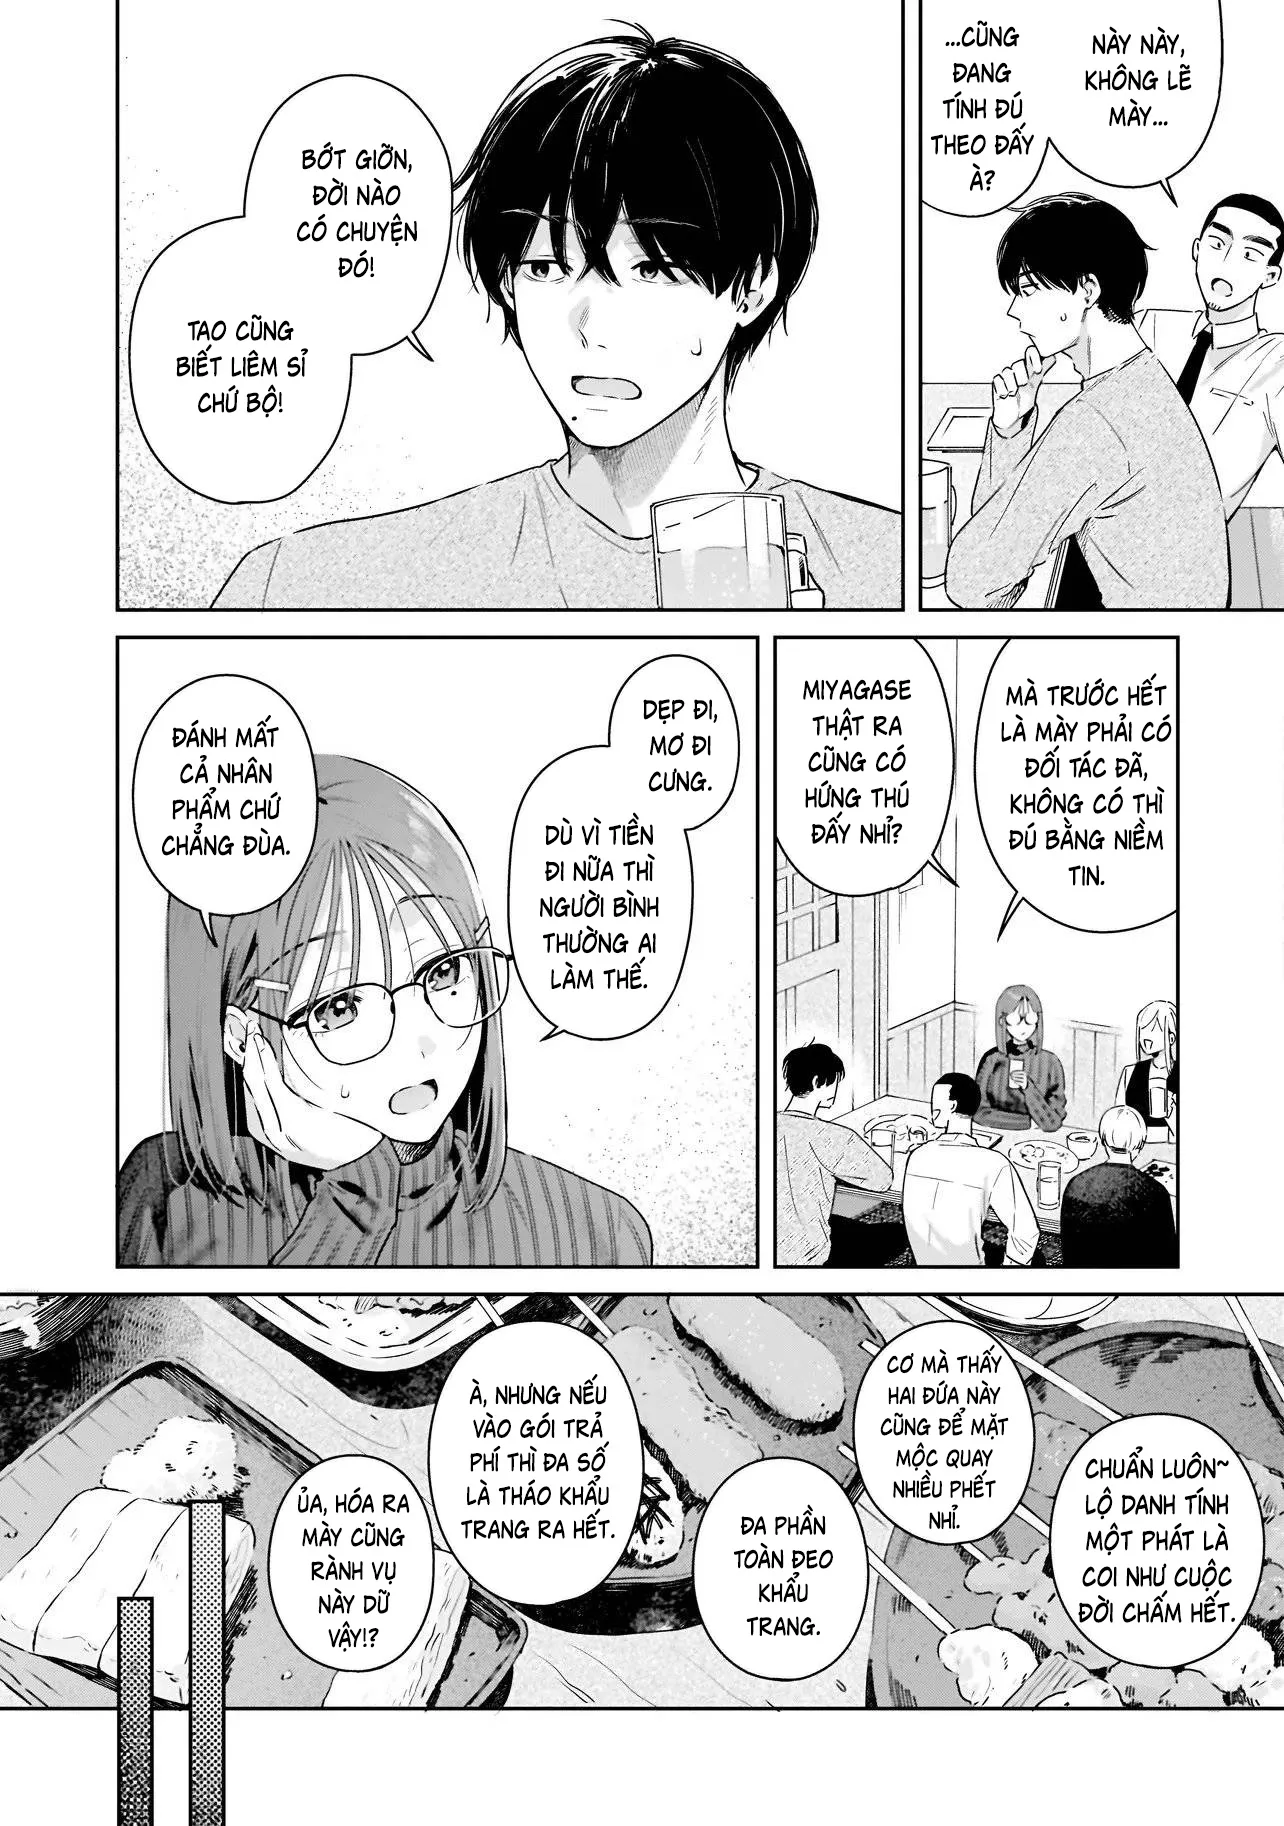 NÀY NÀY,
KHÔNG LẼ
MÀY...
...CŨNG
ĐANG
TÍNH ĐÚ
THEO ĐẤY
À?
BỚT GIỠN,
ĐỜI NÀO
CÓ CHUYỆN
ĐÓ!
TAO CŨNG
BIẾT LIÊM SỈ
CHỨ BỘ!
MÀ TRƯỚC HẾT
LÀ MÀY PHẢI CÓ
ĐỐI TÁC ĐÃ,
KHÔNG CÓ THÌ
ĐÚ BẰNG NIỀM
TIN.
MIYAGASE
THẬT RA
CŨNG CÓ
HỨNG THÚ
ĐẤY NHỈ?
DẸP ĐI,
MƠ ĐI
CƯNG.
DÙ VÌ TIỀN
ĐI NỮA THÌ
NGƯỜI BÌNH
THƯỜNG AI
LÀM THẾ.
ĐÁNH MẤT
CẢ NHÂN
PHẨM CHỨ
CHẲNG ĐÙA.
CHUẨN LUÔN~
LỘ DANH TÍNH
MỘT PHÁT LÀ
COI NHƯ CUỘC
ĐỜI CHẤM HẾT.
CƠ MÀ THẤY
HAI ĐỨA NÀY
CŨNG ĐỂ MẶT
MỘC QUAY
NHIỀU PHẾT
NHỈ.
ĐA PHẦN
TOÀN ĐEO
KHẨU
TRANG.
À, NHƯNG NẾU
VÀO GÓI TRẢ
PHÍ THÌ ĐA SỐ
LÀ THÁO KHẨU
TRANG RA HẾT.
ỦA, HÓA RA
MÀY CŨNG
RÀNH VỤ
NÀY DỮ
VẬY!?